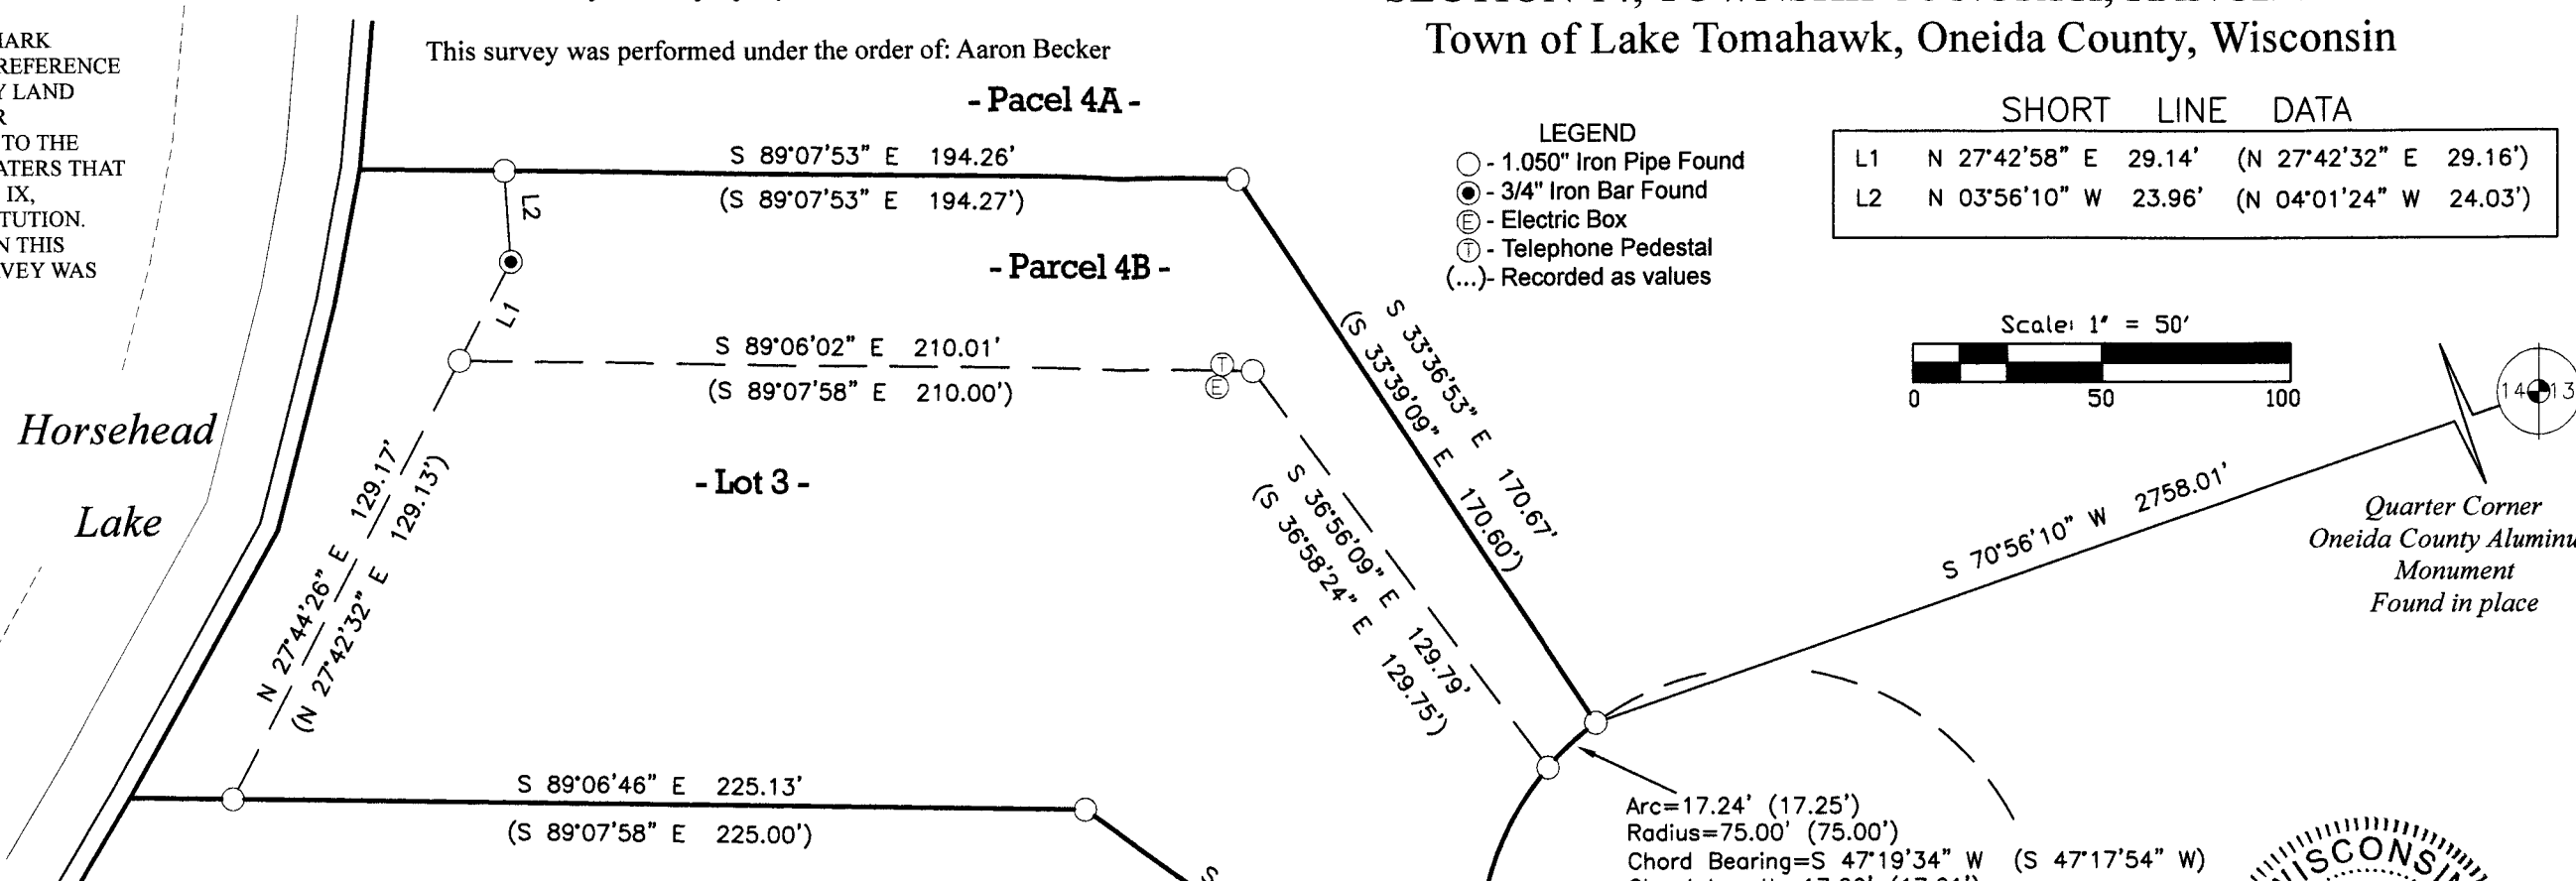 Town of Lake Tomahawk, Oneida County, Wisconsin
This survey was performed under the order of: Aaron Becker
REFERENCE
LAND
TO THE
THAT
IX,
THIS
WAS
- Pacel 4A -
S 89°07'53" E 194.26'
(S 89°07'53" E 194.27')
L2
- Parcel 4B -
L1
S 89°06'02" E 210.01'
(S 89°07'58" E 210.00')
T
E
LEGEND
- 1.050" Iron Pipe Found
- 3/4" Iron Bar Found
E - Electric Box
T - Telephone Pedestal
(...)- Recorded as values
SHORT LINE DATA
L1 N 27°42'58" E 29.14' (N 27°42'32" E 29.16')
L2 N 03°56'10" W 23.96' (N 04°01'24" W 24.03')
Scale: 1" = 50'
0 50 100
14 13
S 33°36'53" E 170.67'
(S 33°39'09" E 170.60')
Horsehead
Lake
- Lot 3 -
N 27°44'26" E 129.17'
(N 27°42'32" E 129.13')
S 36°56'09" E 129.79'
(S 36°58'24" E 129.75')
S 70°56'10" W 2758.01'
Quarter Corner
Oneida County
Monument
Found in place
S 89°06'46" E 225.13'
(S 89°07'58" E 225.00')
S
Arc=17.24' (17.25')
Radius=75.00' (75.00')
Chord Bearing=S 47°19'34" W (S 47°17'54" W)
WISCONSIN